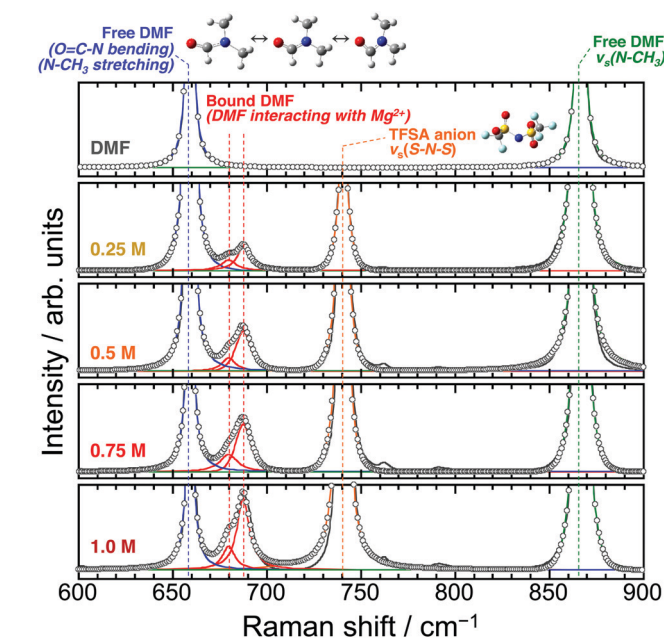 Free DMF
(O=C-N bending)
(N-CH₃ stretching)
Free DMF
νs(N-CH₃)
Bound DMF
(DMF interacting with Mg²⁺)
TFSA anion
νs(S-N-S)
DMF
0.25 M
0.5 M
0.75 M
1.0 M
Intensity / arb. units
600 650 700 750 800 850 900
Raman shift / cm⁻¹